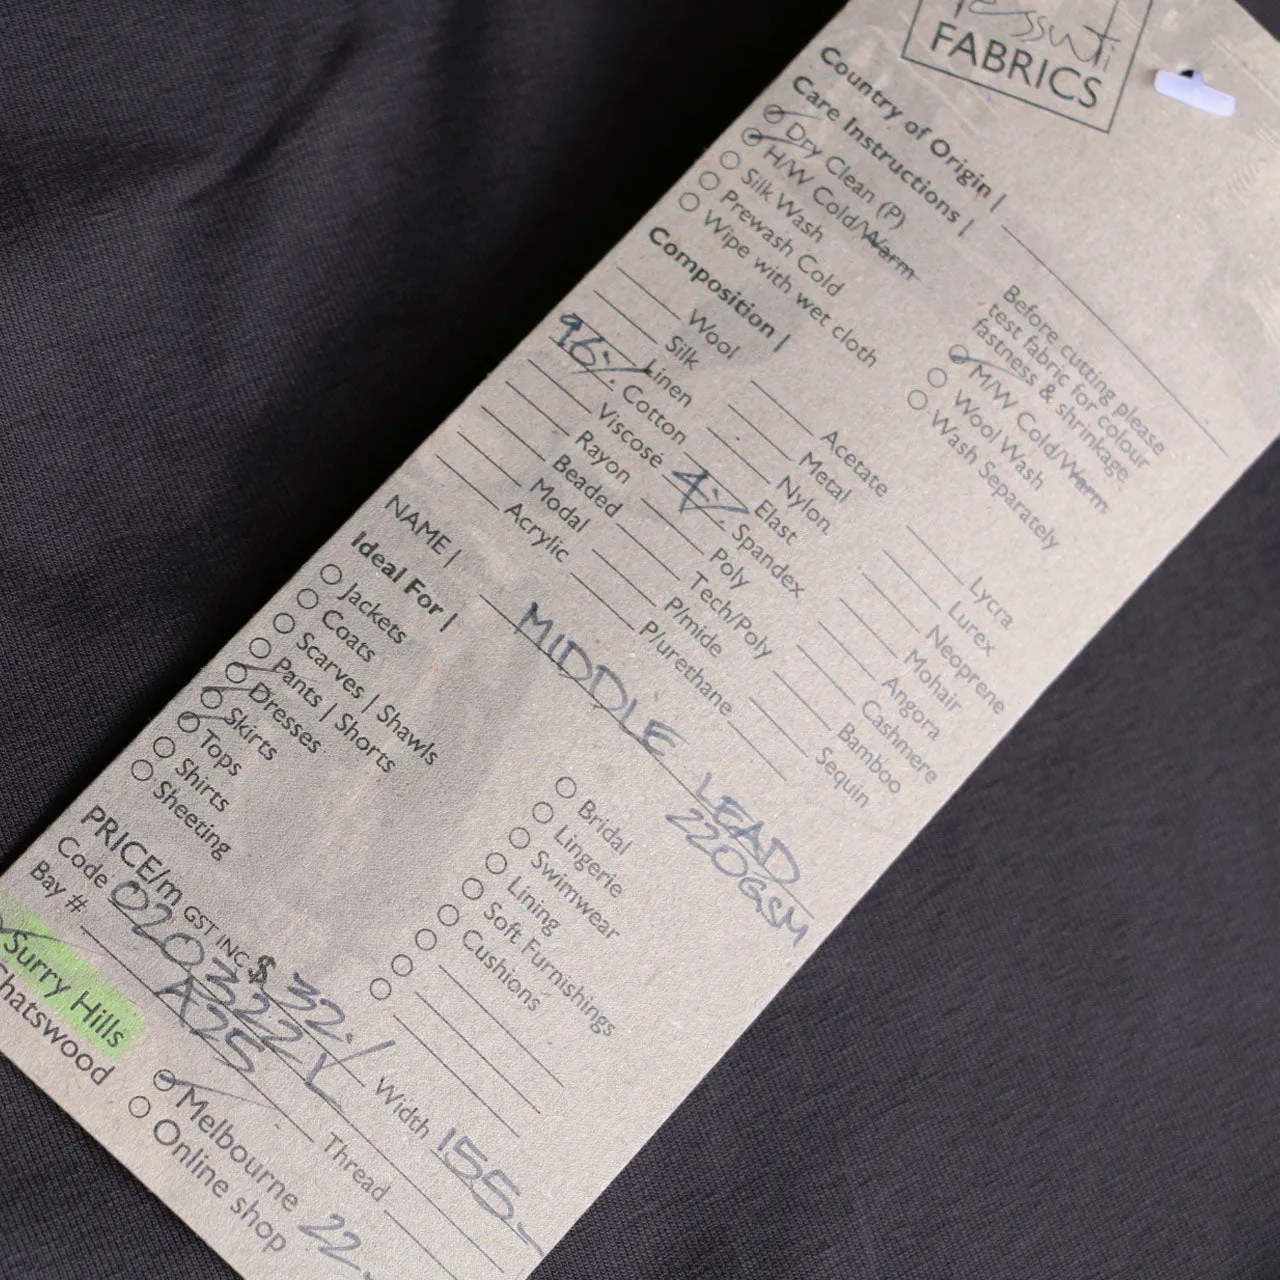 Tessuti
FABRICS
Country of Origin |
Care Instructions |
Dry Clean (P)
H/W Cold/Warm
Silk Wash
Prewash Cold
Wipe with wet cloth
Before cutting please
test fabric for colour
fastness & shrinkage
M/W Cold/Warm
Wool Wash
Wash Separately
Composition |
Wool
Silk
Linen
96% Cotton
Viscose
Rayon
Beaded
Modal
Acrylic
Acetate
Metal
Nylon
Elast
4% Spandex
Poly
Tech/Poly
P/mide
P/urethane
Lycra
Lurex
Neoprene
Mohair
Angora
Cashmere
Bamboo
Sequin
NAME | MIDDLE LEAD
220GSM
Ideal For |
Jackets
Coats
Scarves | Shawls
Pants | Shorts
Dresses
Skirts
Tops
Shirts
Sheeting
Bridal
Lingerie
Swimwear
Lining
Soft Furnishings
Cushions
PRICE/m GST INC $ 32./ Width 155
Code 0220322
Bay # A25 Thread
Surry Hills
Chatswood
Melbourne
Online shop
22